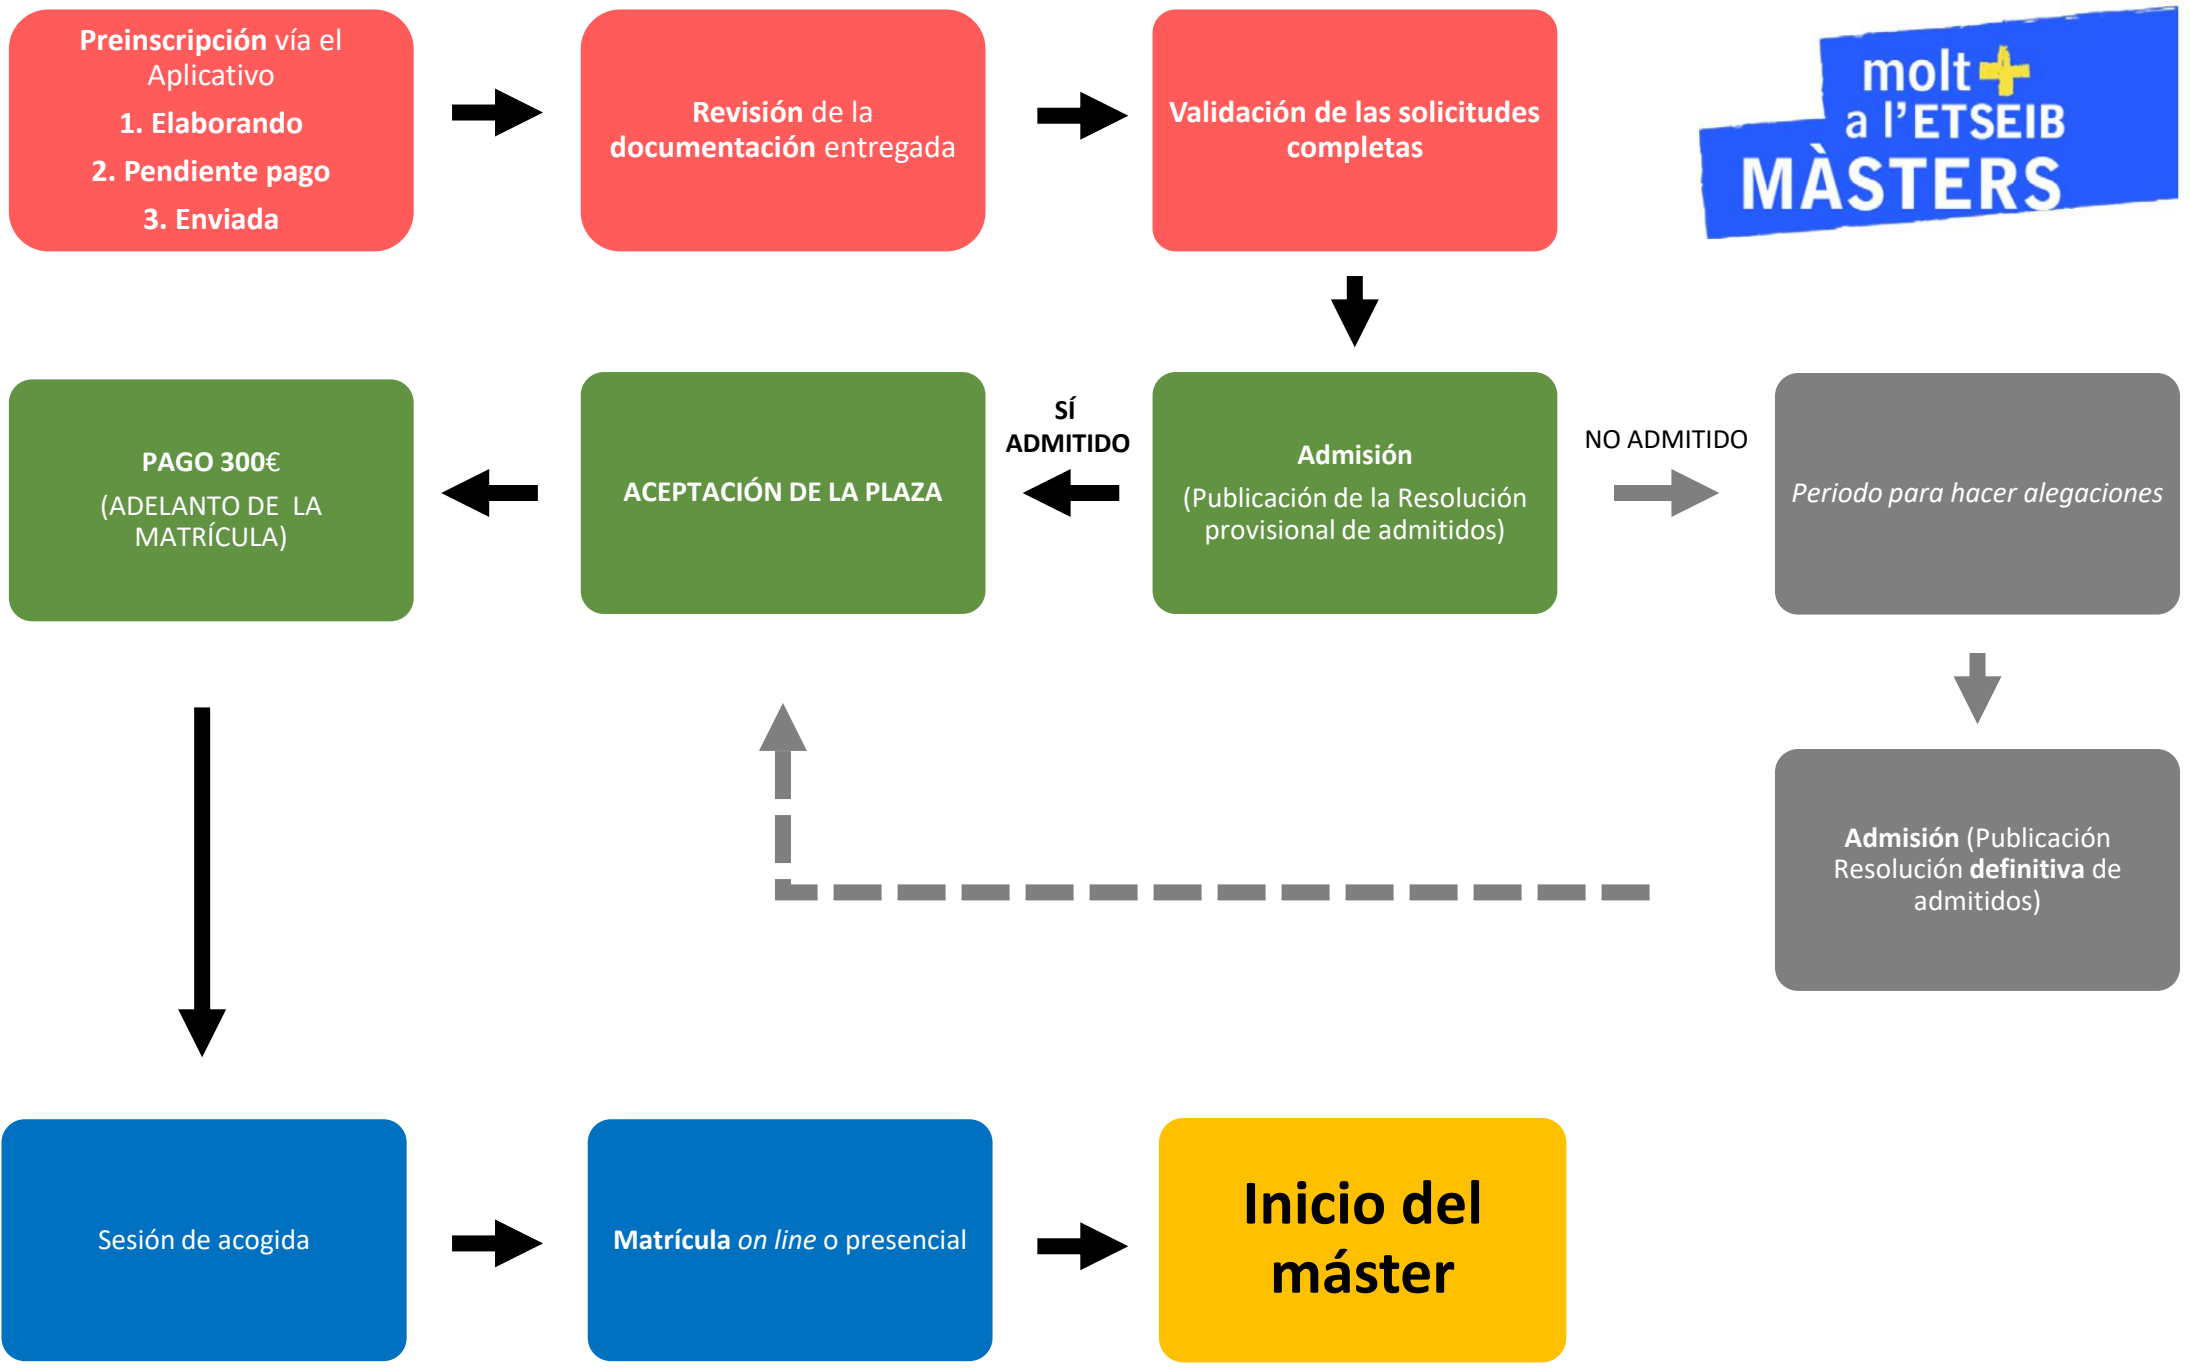 Preinscripción vía el
Aplicativo
1. Elaborando
2. Pendiente pago
3. Enviada
Revisión de la
documentación entregada
Validación de las solicitudes
completas
molt+
a l'ETSEIB
MÀSTERS
PAGO 300€
(ADELANTO DE LA
MATRÍCULA)
ACEPTACIÓN DE LA PLAZA
SÍ
ADMITIDO
Admisión
(Publicación de la Resolución
provisional de admitidos)
NO ADMITIDO
Periodo para hacer alegaciones
Admisión (Publicación
Resolución definitiva de
admitidos)
Sesión de acogida
Matrícula on line o presencial
Inicio del
máster